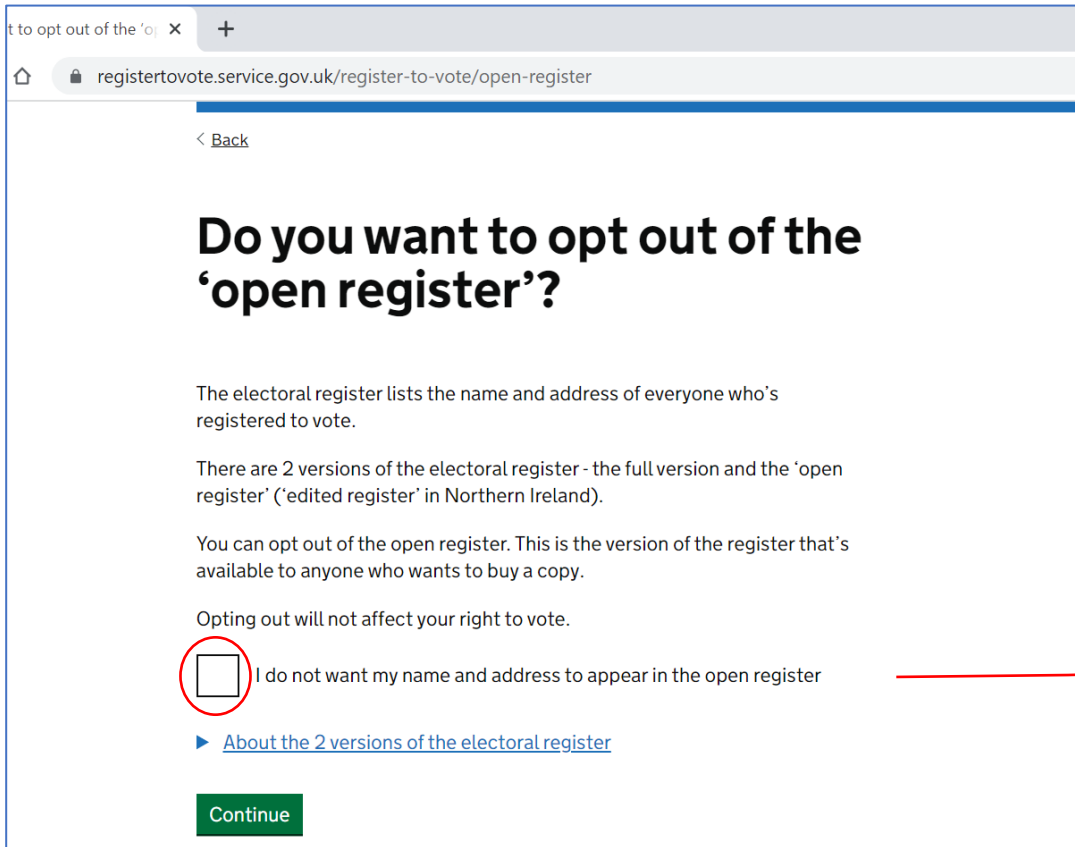 t to opt out of the ‘o
registertovote.service.gov.uk/register-to-vote/open-register
< Back
Do you want to opt out of the
‘open register’?
The electoral register lists the name and address of everyone who’s
registered to vote.
There are 2 versions of the electoral register - the full version and the ‘open
register’ (‘edited register’ in Northern Ireland).
You can opt out of the open register. This is the version of the register that’s
available to anyone who wants to buy a copy.
Opting out will not affect your right to vote.
I do not want my name and address to appear in the open register
About the 2 versions of the electoral register
Continue